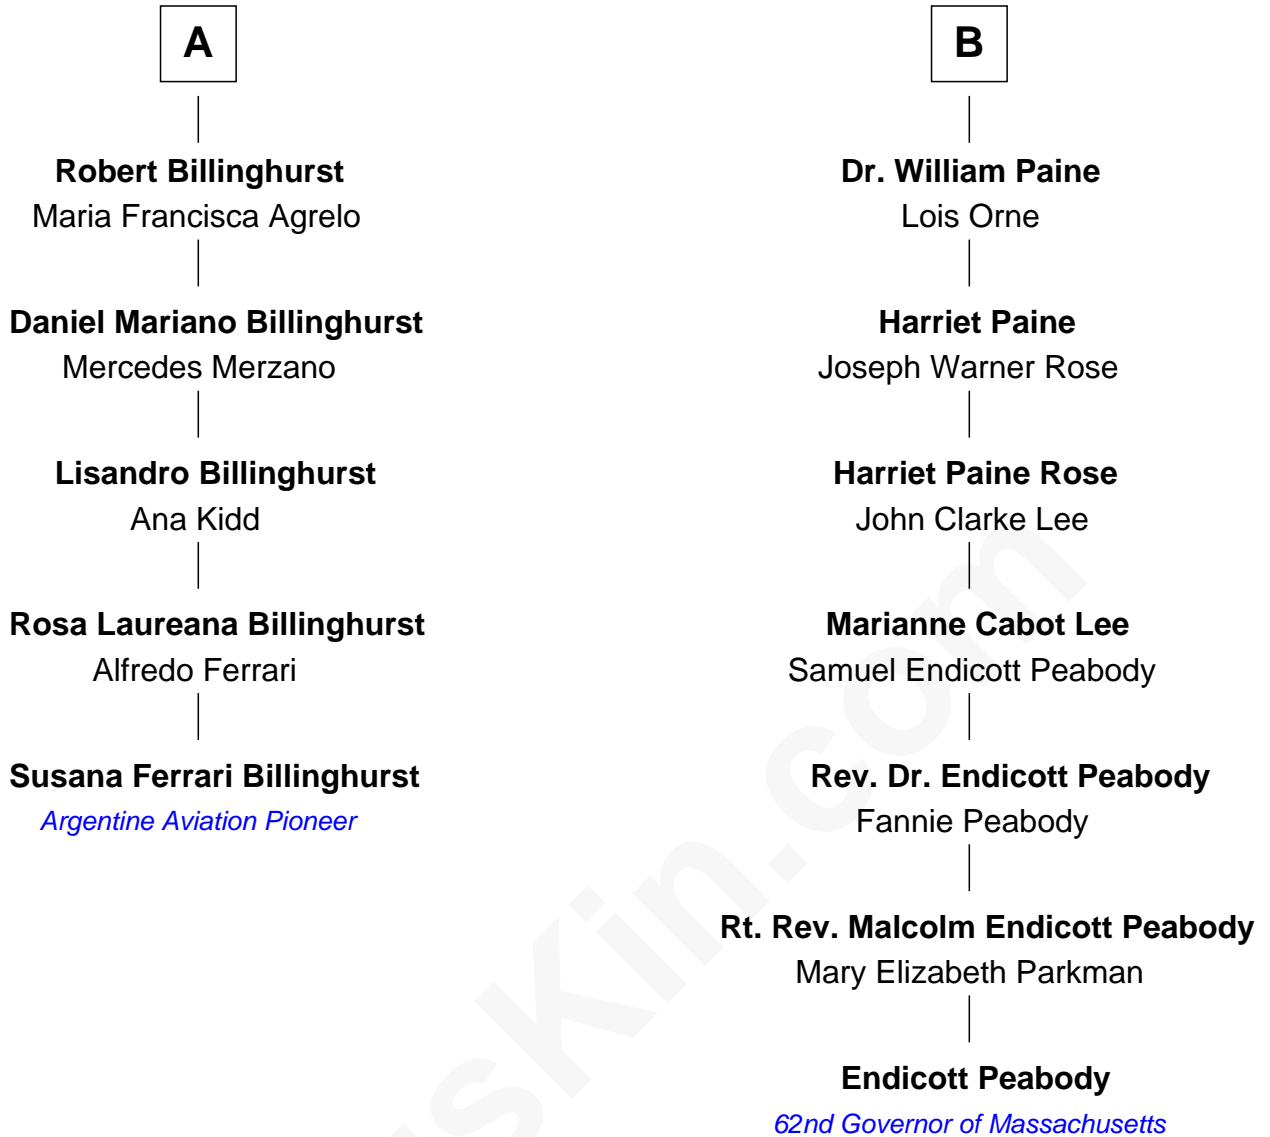 A
Robert Billinghurst
Maria Francisca Agrelo
Daniel Mariano Billinghurst
Mercedes Merzano
Lisandro Billinghurst
Ana Kidd
Rosa Laureana Billinghurst
Alfredo Ferrari
Susana Ferrari Billinghurst
Argentine Aviation Pioneer
B
Dr. William Paine
Lois Orne
Harriet Paine
Joseph Warner Rose
Harriet Paine Rose
John Clarke Lee
Marianne Cabot Lee
Samuel Endicott Peabody
Rev. Dr. Endicott Peabody
Fannie Peabody
Rt. Rev. Malcolm Endicott Peabody
Mary Elizabeth Parkman
Endicott Peabody
62nd Governor of Massachusetts
sKin.com